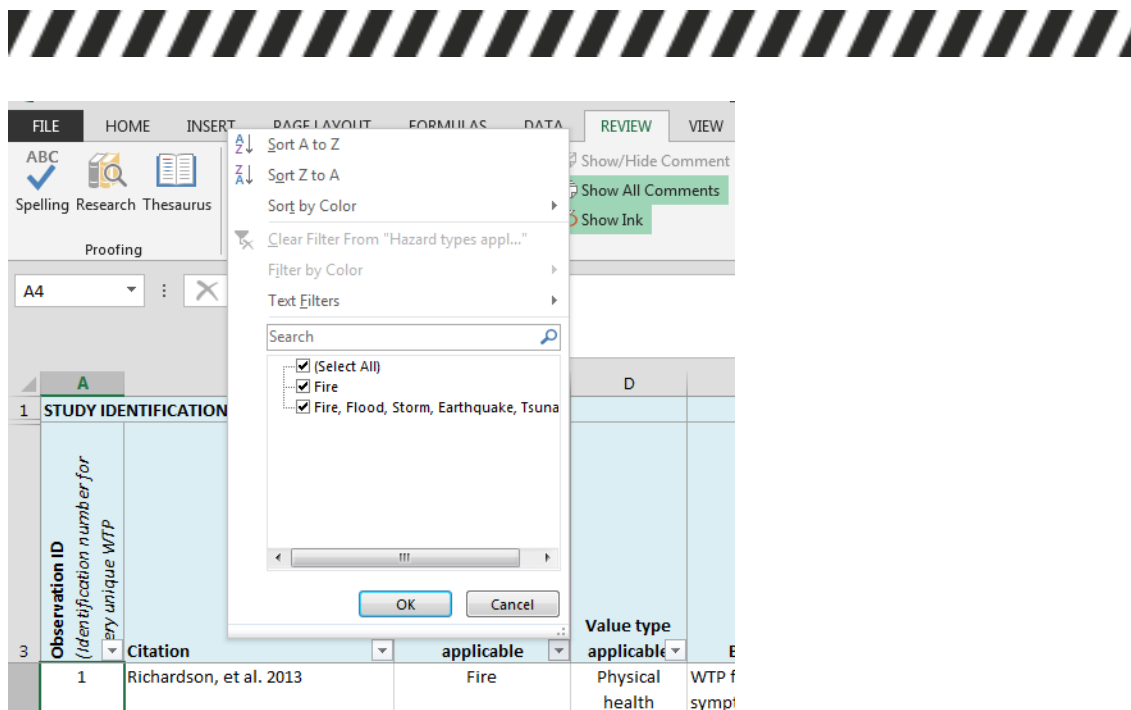 FILE HOME INSERT PAGE LAYOUT FORMULAS DATA REVIEW VIEW
ABC
Spelling Research Thesaurus
Proofing
Show/Hide Comment
Show All Comments
Show Ink
Sort A to Z
Sort Z to A
Sort by Color
Clear Filter From "Hazard types appl..."
Filter by Color
Text Filters
Search
(Select All)
Fire
Fire, Flood, Storm, Earthquake, Tsuna
OK Cancel
A4
A D
1 STUDY IDENTIFICATION
3
Observation ID
(Identification number for
ery unique WTP
Citation
applicable
Value type
applicable
E
1 Richardson, et al. 2013 Fire Physical WTP f
health sympt